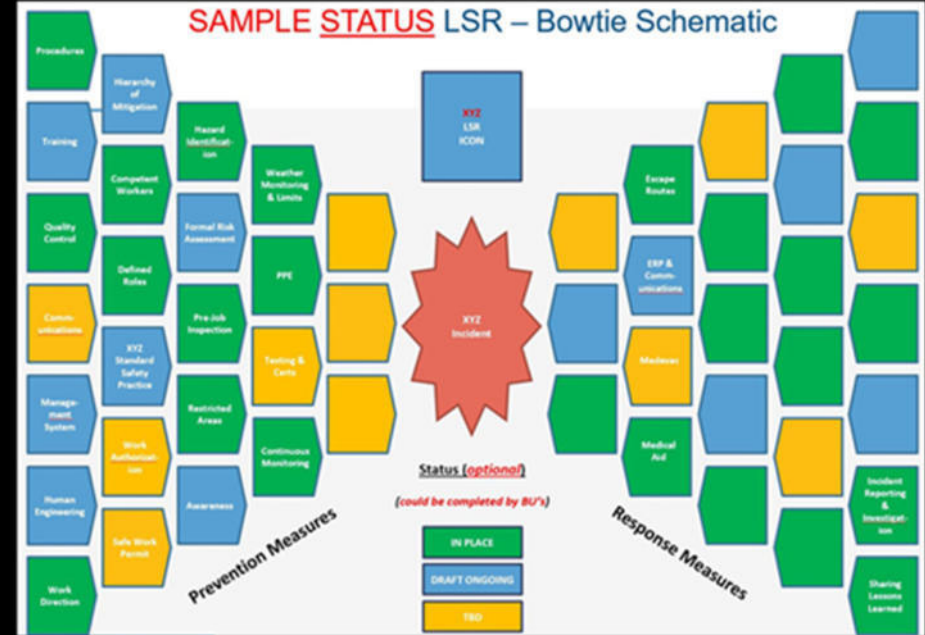 SAMPLE STATUS LSR – Bowtie Schematic
Procedures
Training
Quality
Control
Comm-
unications
Manage-
ment
System
Human
Engineering
Work
Direction
Hierarchy
of
Mitigation
Competent
Workers
Defined
Roles
XYZ
Standard
Safety
Practice
Work
Authorizat-
ion
Safe Work
Permit
Hazard
Identificat-
ion
Formal Risk
Assessment
Pre-Job
Inspection
Restricted
Areas
Awareness
Weather
Monitoring
& Limits
PPE
Testing &
Certs
Continuous
Monitoring
Prevention Measures
XYZ
LSR
ICON
XYZ
Incident
Status (optional)
(could be completed by BU's)
IN PLACE
DRAFT ONGOING
TBD
Escape
Routes
ERP &
Comm-
unications
Medevac
Medical
Aid
Response Measures
Incident
Reporting
&
Investigat-
ion
Sharing
Lessons
Learned